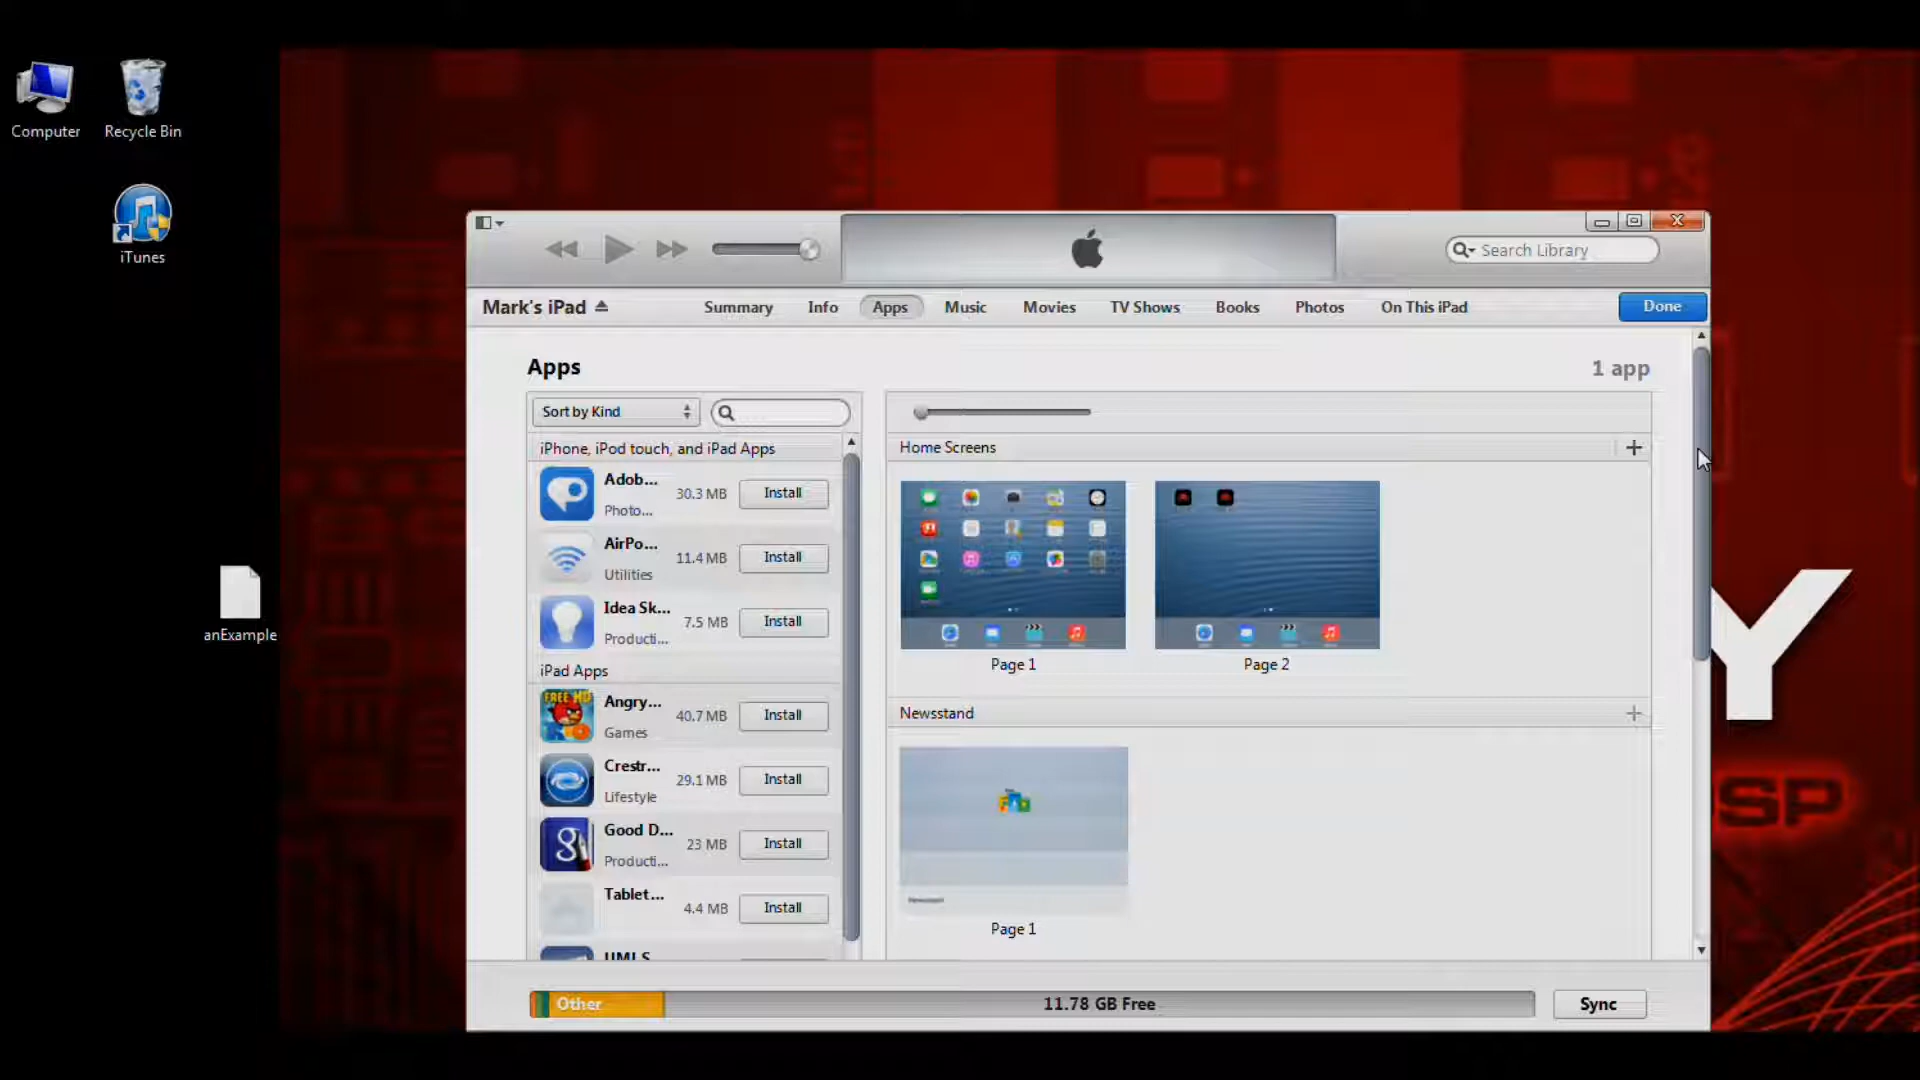 Computer
Recycle Bin
iTunes
anExample
Search Library
Mark's iPad
Summary
Info
Apps
Music
Movies
TV Shows
Books
Photos
On This iPad
Done
Apps
1 app
Sort by Kind
iPhone, iPod touch, and iPad Apps
Adob...
30.3 MB
Install
Photo...
AirPo...
11.4 MB
Install
Utilities
Idea Sk...
7.5 MB
Install
Producti...
iPad Apps
FREE HD
Angry...
40.7 MB
Install
Games
Crestr...
29.1 MB
Install
Lifestyle
Good D...
23 MB
Install
Producti...
Tablet...
4.4 MB
Install
UMLS
Home Screens
Page 1
Page 2
Newsstand
Page 1
Other
11.78 GB Free
Sync
Y
SP